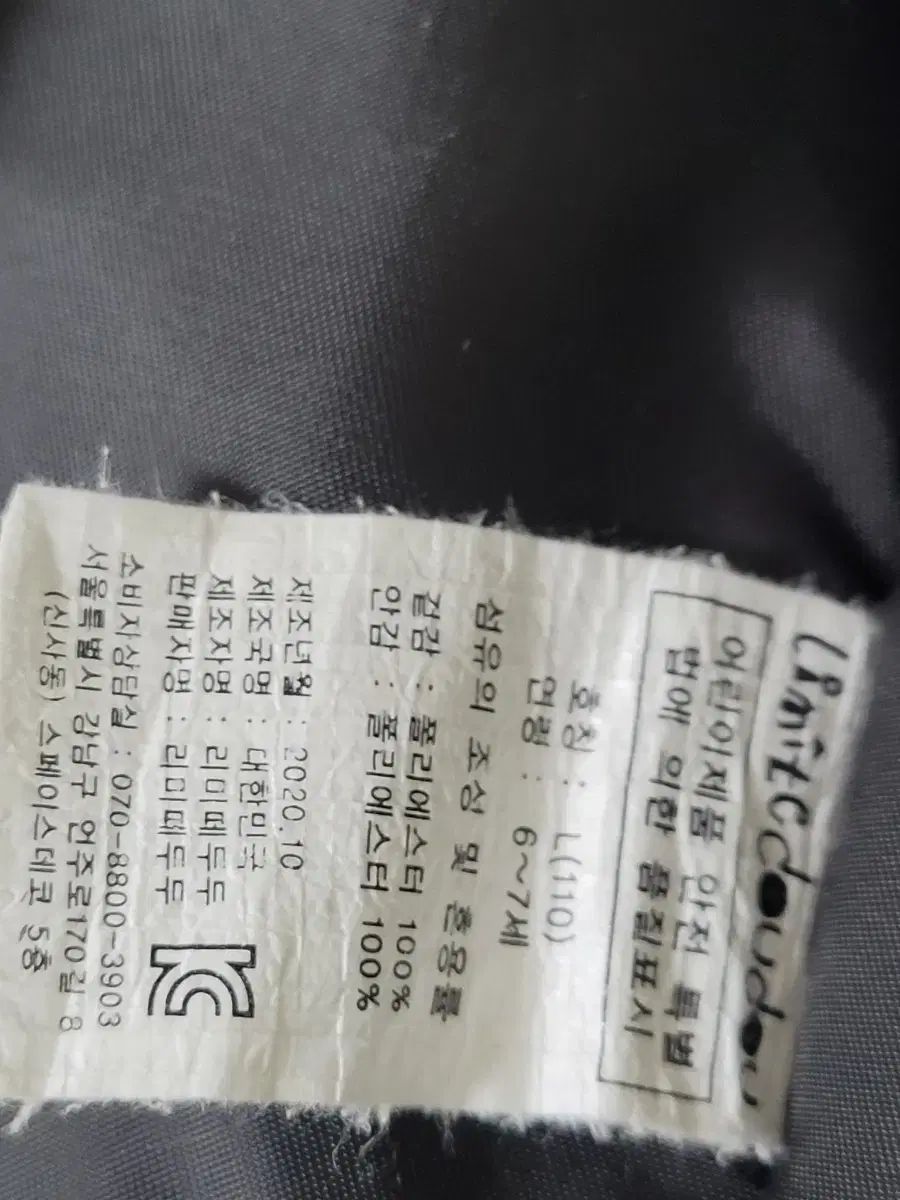 limitédoudou
어린이제품 안전 특별
법에 의한 품질표시
호칭 : L(110)
연령 : 6~7세
섬유의 조성 및 혼용률
겉감 : 폴리에스터 100%
안감 : 폴리에스터 100%
제조년월 : 2020.10
제조국명 : 대한민국
제조자명 : 리미떼두두
판매자명 : 리미떼두두
소비자상담실 : 070-8800-3903
서울특별시 강남구 언주로170길 8
(신사동) 스페이스테코 5층